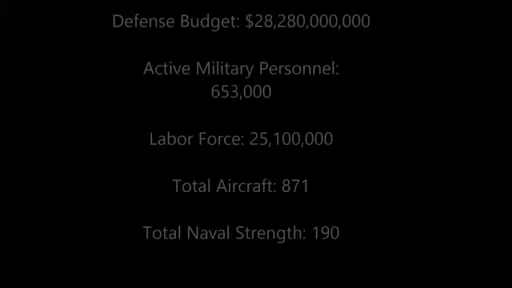 Defense Budget: $28,280,000,000
Active Military Personnel:
653,000
Labor Force: 25,100,000
Total Aircraft: 871
Total Naval Strength: 190